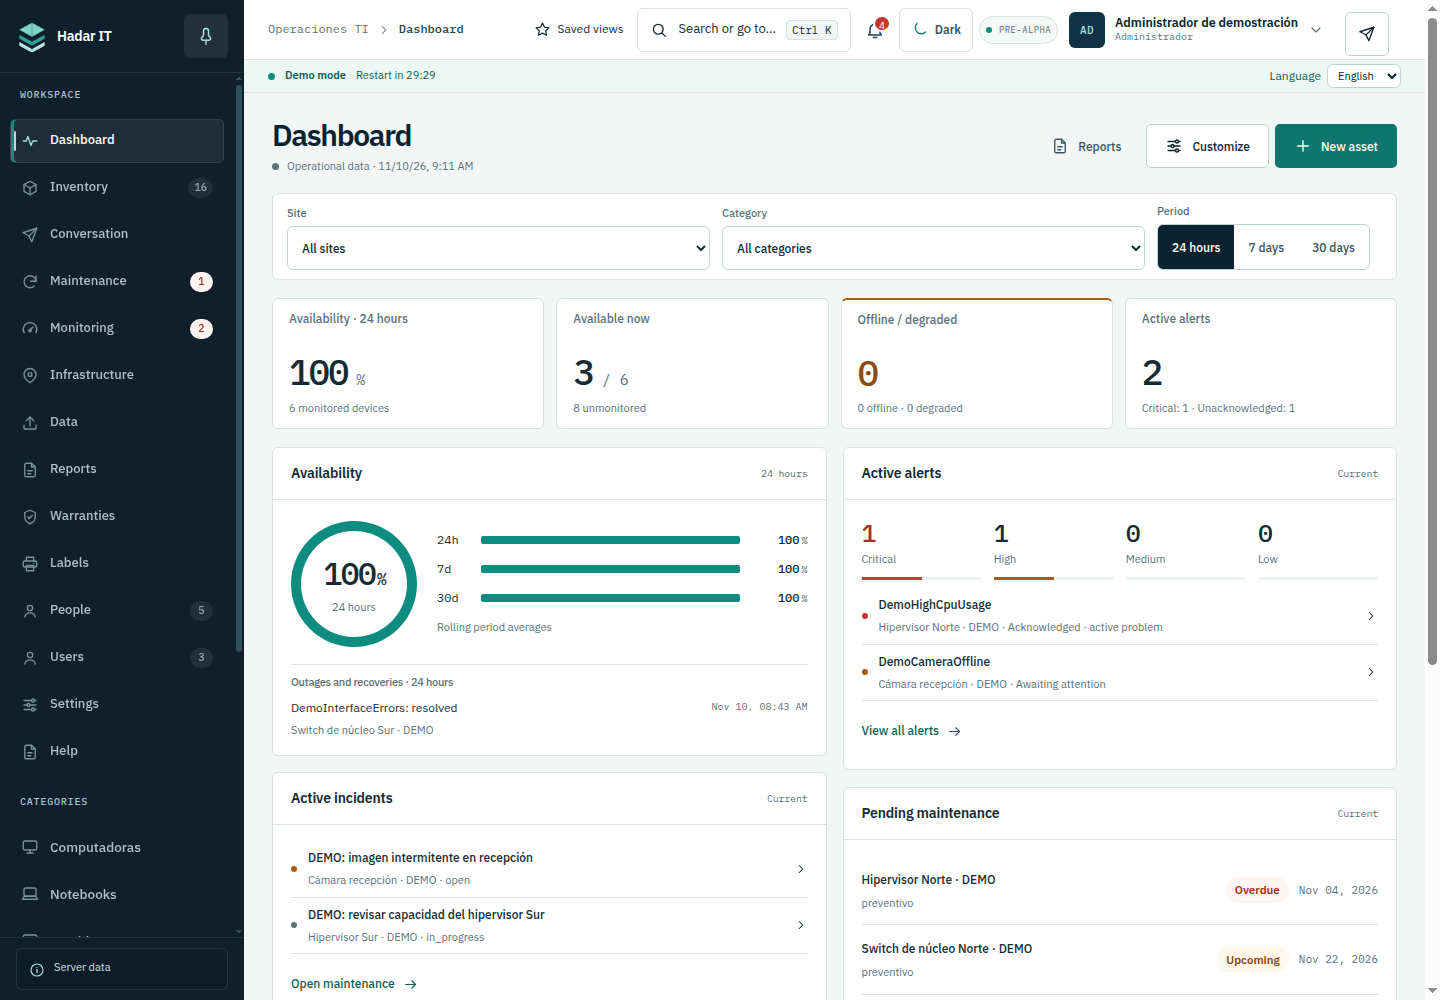 Hadar IT
WORKSPACE
Dashboard
Inventory 16
Conversation
Maintenance 1
Monitoring 2
Infrastructure
Data
Reports
Warranties
Labels
People 5
Users 3
Settings
Help
CATEGORIES
Computadoras
Notebooks
Server data
Operaciones TI > Dashboard
Saved views
Search or go to... Ctrl K
4
Dark
PRE-ALPHA
AD
Administrador de demostración
Administrador
Demo mode Restart in 29:29
Language English
Dashboard
Operational data · 11/10/26, 9:11 AM
Reports
Customize
New asset
Site
All sites
Category
All categories
Period
24 hours 7 days 30 days
Availability · 24 hours
100 %
6 monitored devices
Available now
3 / 6
8 unmonitored
Offline / degraded
0
0 offline · 0 degraded
Active alerts
2
Critical: 1 · Unacknowledged: 1
Availability 24 hours
100%
24 hours
24h 100%
7d 100%
30d 100%
Rolling period averages
Outages and recoveries · 24 hours
DemoInterfaceErrors: resolved Nov 10, 08:43 AM
Switch de núcleo Sur · DEMO
Active alerts Current
1 1 0 0
Critical High Medium Low
DemoHighCpuUsage
Hipervisor Norte · DEMO · Acknowledged · active problem
DemoCameraOffline
Cámara recepción · DEMO · Awaiting attention
View all alerts
Active incidents Current
DEMO: imagen intermitente en recepción
Cámara recepción · DEMO · open
DEMO: revisar capacidad del hipervisor Sur
Hipervisor Sur · DEMO · in_progress
Open maintenance
Pending maintenance Current
Hipervisor Norte · DEMO
preventivo
Overdue Nov 04, 2026
Switch de núcleo Norte · DEMO
preventivo
Upcoming Nov 22, 2026